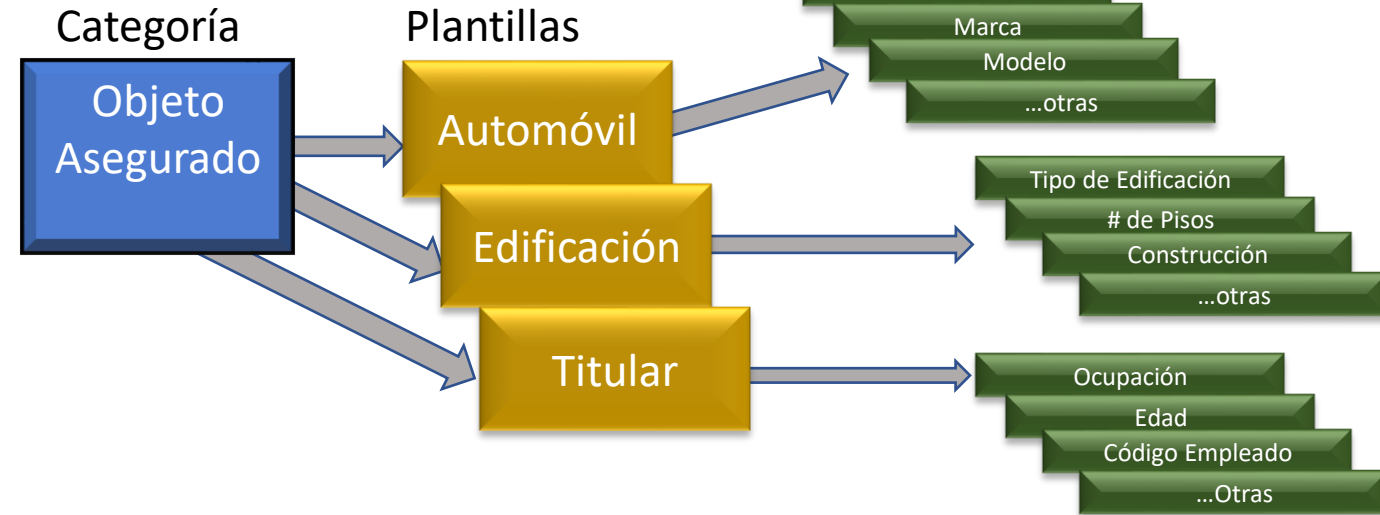 Categoría
Plantillas
Objeto
Asegurado
Automóvil
Edificación
Titular
Marca
Modelo
...otras
Tipo de Edificación
# de Pisos
Construcción
...otras
Ocupación
Edad
Código Empleado
...Otras